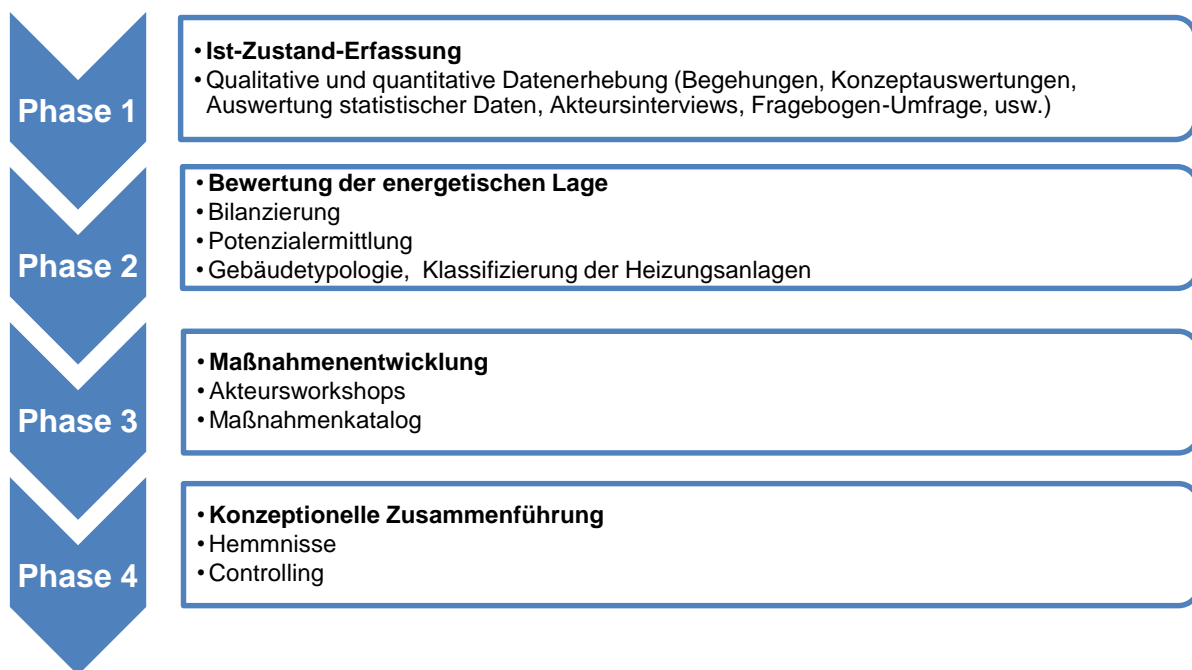 Phase 1
• Ist-Zustand-Erfassung
• Qualitative und quantitative Datenerhebung (Begehungen, Konzeptauswertungen,
Auswertung statistischer Daten, Akteursinterviews, Fragebogen-Umfrage, usw.)
Phase 2
• Bewertung der energetischen Lage
• Bilanzierung
• Potenzialermittlung
• Gebäudetypologie, Klassifizierung der Heizungsanlagen
Phase 3
• Maßnahmenentwicklung
• Akteursworkshops
• Maßnahmenkatalog
Phase 4
• Konzeptionelle Zusammenführung
• Hemmnisse
• Controlling